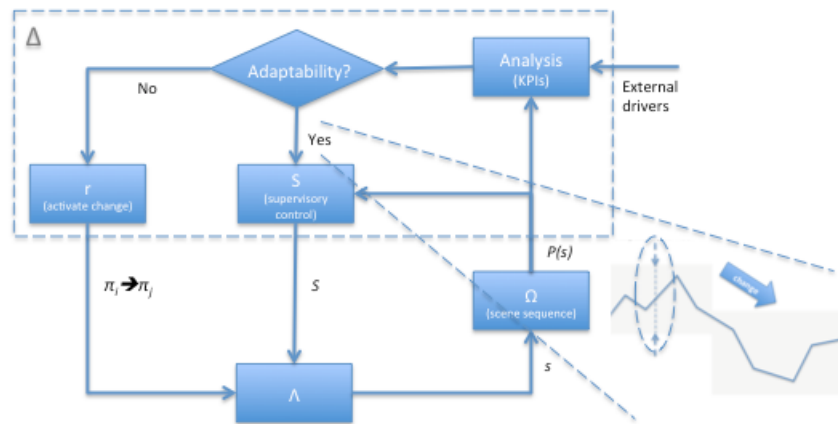 Δ
Adaptability?
Analysis
(KPIs)
External
drivers
No
Yes
r
(activate change)
S
(supervisory
control)
P(s)
πᵢ➔πⱼ
S
Ω
(scene sequence)
change
s
Λ